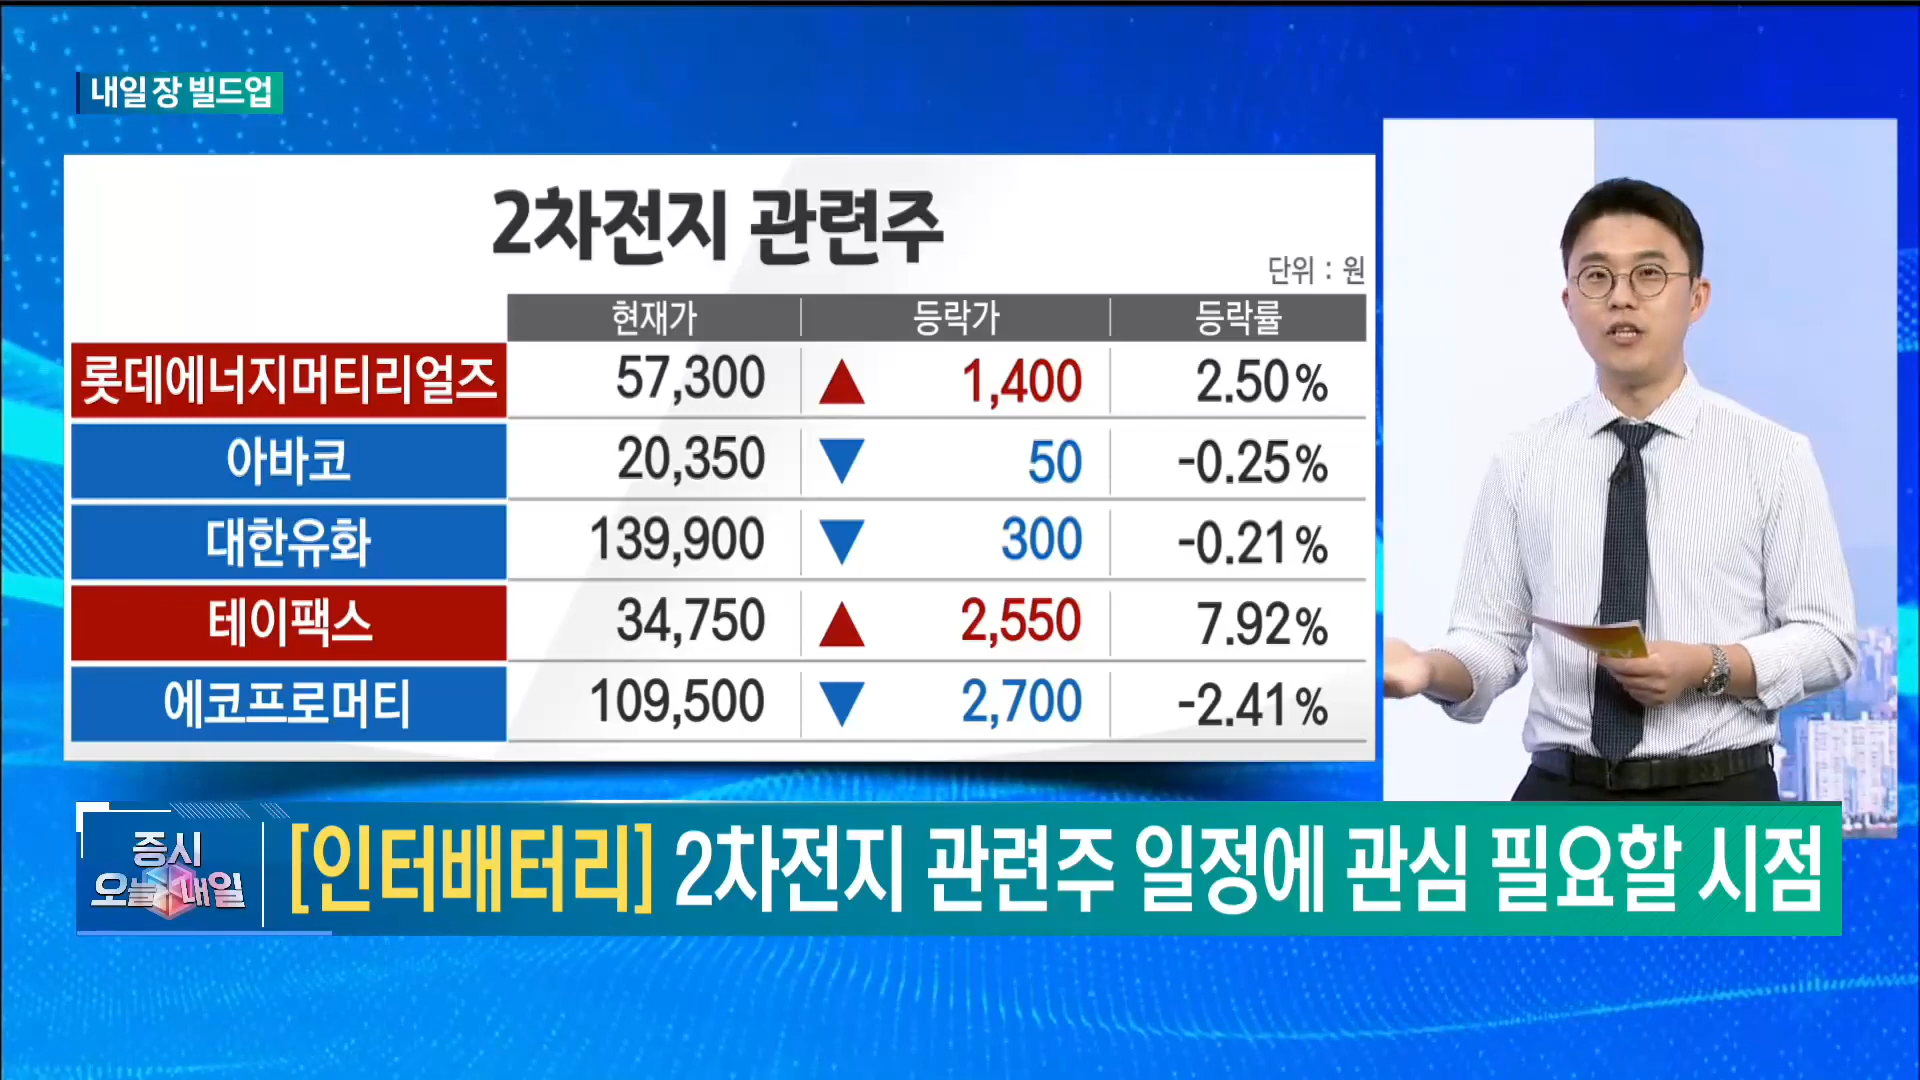 내일 장 빌드업
2차전지 관련주
단위 : 원
현재가 등락가 등락률
롯데에너지머티리얼즈 57,300 ▲ 1,400 2.50%
아바코 20,350 ▼ 50 -0.25%
대한유화 139,900 ▼ 300 -0.21%
테이팩스 34,750 ▲ 2,550 7.92%
에코프로머티 109,500 ▼ 2,700 -2.41%
증시
오늘 내일
[인터배터리] 2차전지 관련주 일정에 관심 필요할 시점